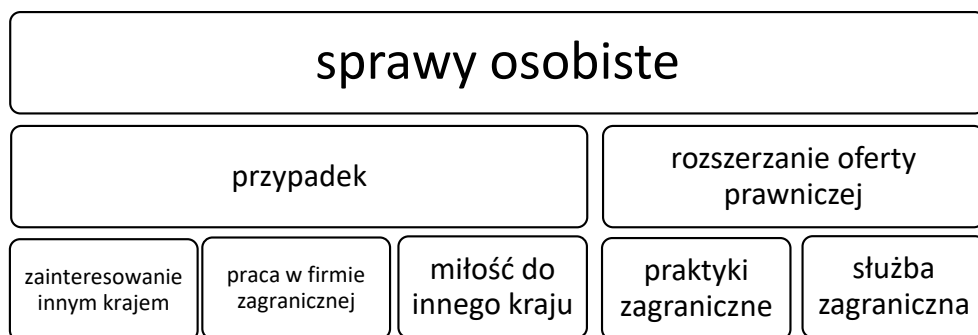 sprawy osobiste
przypadek
rozszerzanie oferty
prawniczej
zainteresowanie
innym krajem
praca w firmie
zagranicznej
miłość do
innego kraju
praktyki
zagraniczne
służba
zagraniczna